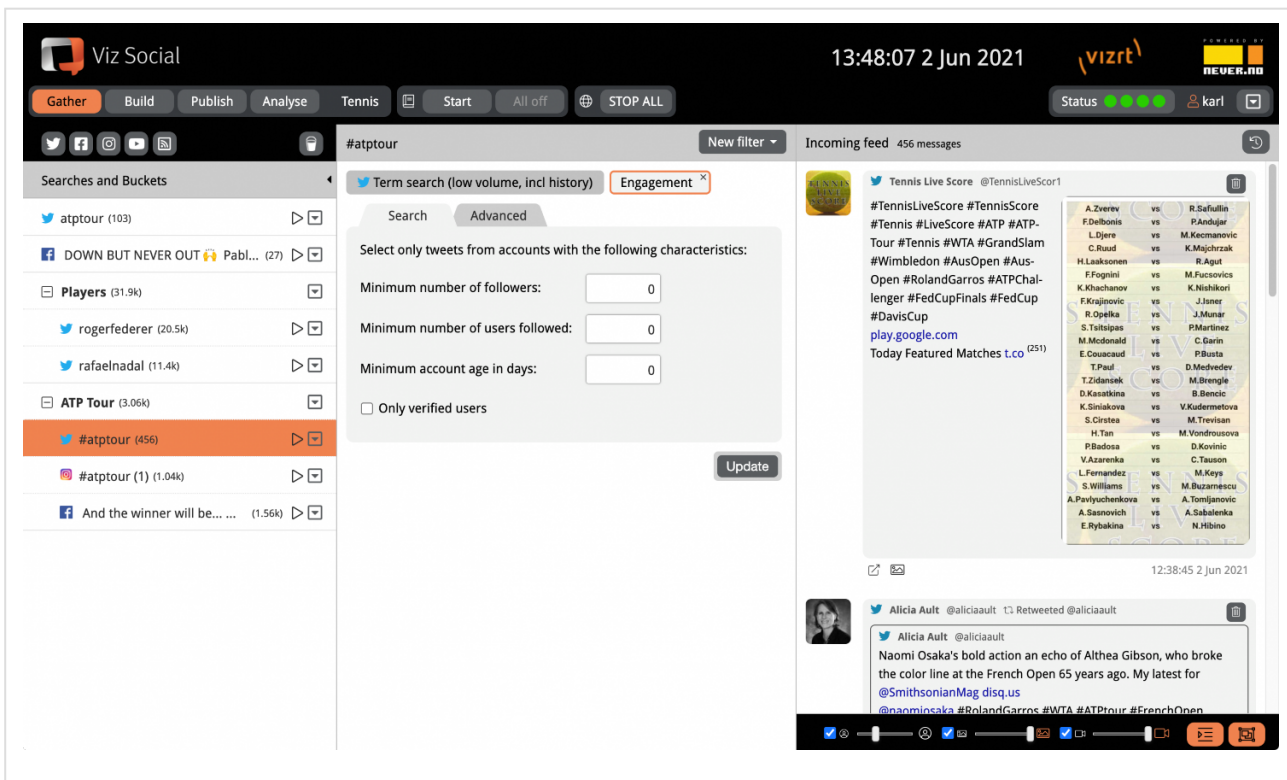 Viz Social
13:48:07 2 Jun 2021
vizrt
POWERED BY
never.no
Gather Build Publish Analyse Tennis Start All off STOP ALL Status karl
#atptour New filter
Incoming feed 456 messages
Searches and Buckets
atptour (103)
DOWN BUT NEVER OUT 🙌 Pabl... (27)
Players (31.9k)
rogerfederer (20.5k)
rafaelnadal (11.4k)
ATP Tour (3.06k)
#atptour (456)
#atptour (1) (1.04k)
And the winner will be... ... (1.56k)
Term search (low volume, incl history) Engagement ×
Search Advanced
Select only tweets from accounts with the following characteristics:
Minimum number of followers: 0
Minimum number of users followed: 0
Minimum account age in days: 0
Only verified users
Update
TENNIS
LIVE
SCORE
Tennis Live Score @TennisLiveScor1
#TennisLiveScore #TennisScore
#Tennis #LiveScore #ATP #ATP-
Tour #Tennis #WTA #GrandSlam
#Wimbledon #AusOpen #Aus-
Open #RolandGarros #ATPChal-
lenger #FedCupFinals #FedCup
#DavisCup
play.google.com
Today Featured Matches t.co (251)
A.Zverev vs R.Safiullin
F.Delbonis vs P.Andujar
L.Djere vs M.Kecmanovic
C.Ruud vs K.Majchrzak
H.Laaksonen vs R.Agut
F.Fognini vs M.Fucsovics
K.Khachanov vs K.Nishikori
F.Krajinovic vs J.Isner
R.Opelka vs J.Munar
S.Tsitsipas vs P.Martinez
M.Mcdonald vs C.Garin
E.Couacaud vs P.Busta
T.Paul vs D.Medvedev
T.Zidansek vs M.Brengle
D.Kasatkina vs B.Bencic
K.Siniakova vs V.Kudermetova
S.Cirstea vs M.Trevisan
H.Tan vs M.Vondrousova
P.Badosa vs D.Kovinic
V.Azarenka vs C.Tauson
L.Fernandez vs M.Keys
S.Williams vs M.Buzarnescu
A.Pavlyuchenkova vs A.Tomljanovic
A.Sasnovich vs A.Sabalenka
E.Rybakina vs N.Hibino
12:38:45 2 Jun 2021
Alicia Ault @aliciaault Retweeted @aliciaault
Alicia Ault @aliciaault
Naomi Osaka's bold action an echo of Althea Gibson, who broke
the color line at the French Open 65 years ago. My latest for
@SmithsonianMag disq.us
@naomiosaka #RolandGarros #WTA #ATPtour #FrenchOpen